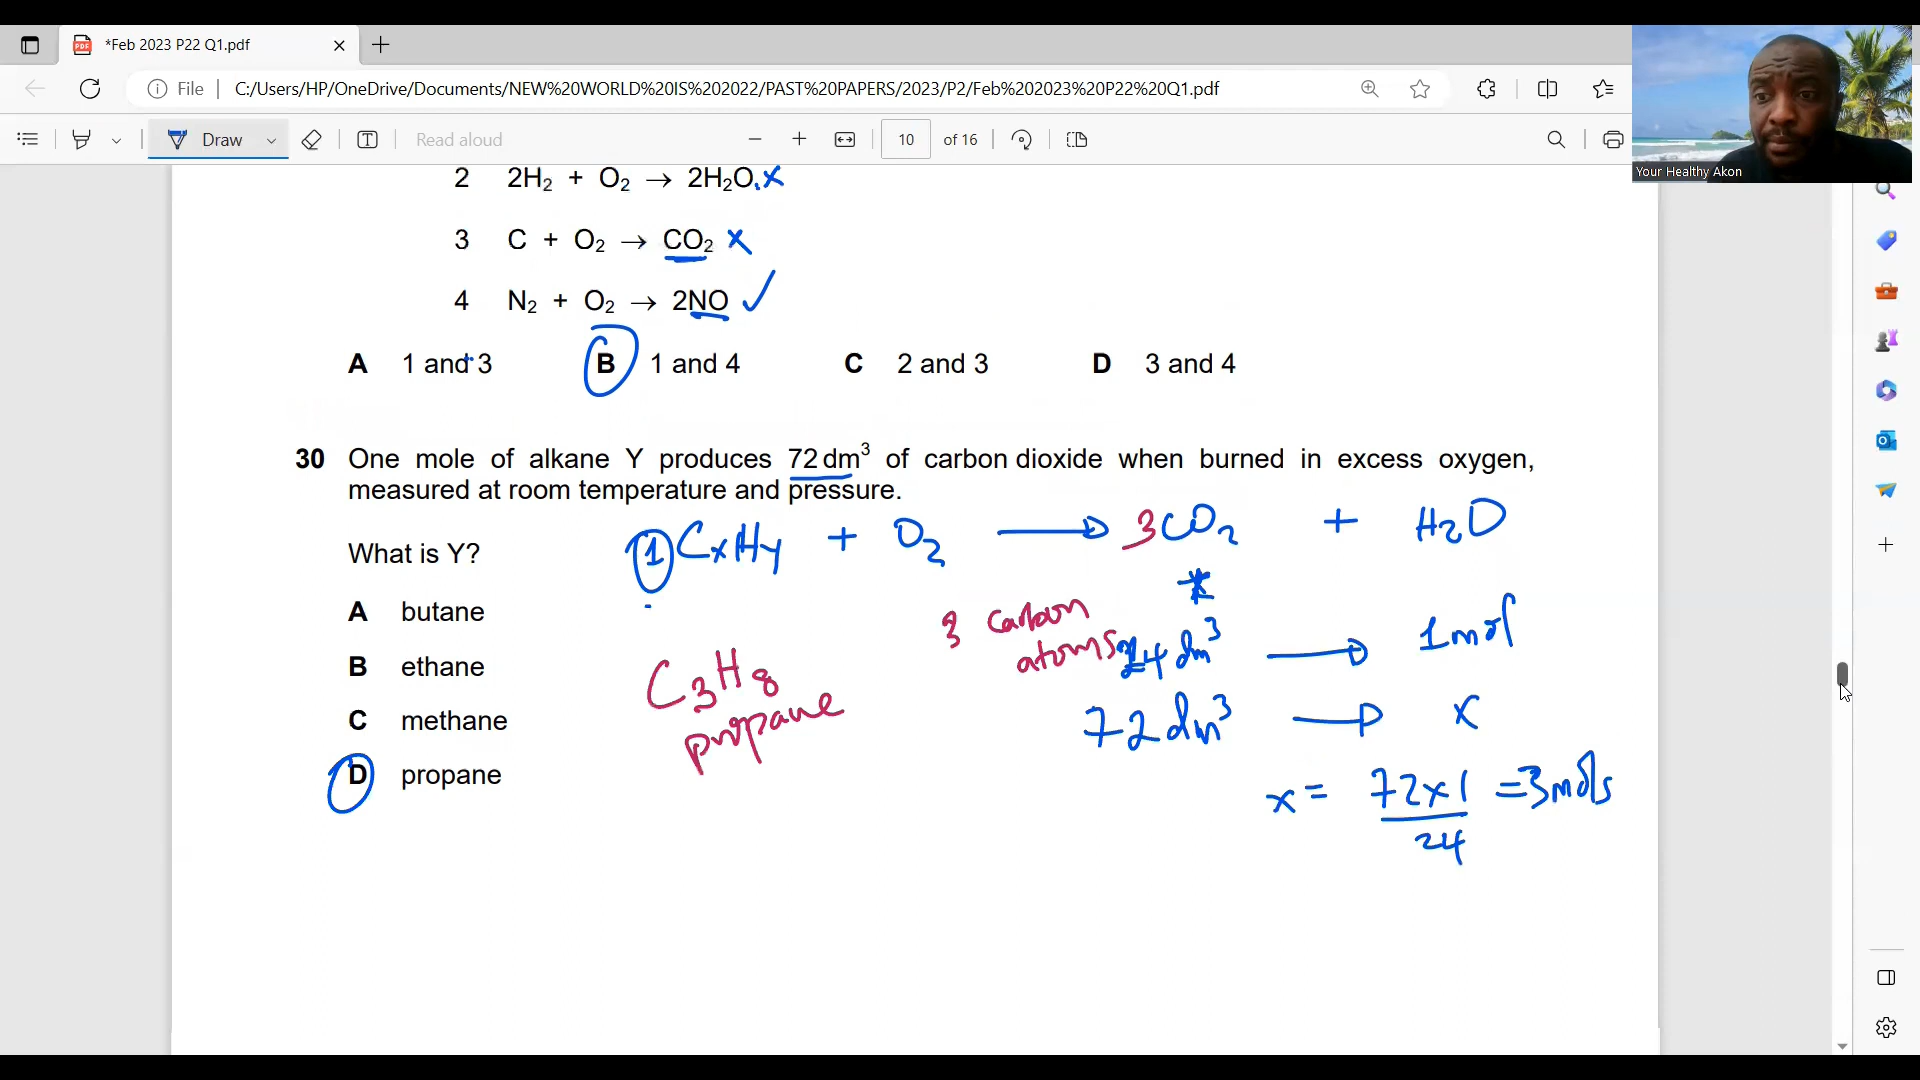 *Feb 2023 P22 Q1.pdf
File C:/Users/HP/OneDrive/Documents/NEW%20WORLD%20IS%202022/PAST%20PAPERS/2023/P2/Feb%202023%20P22%20Q1.pdf
Draw Read aloud 10 of 16
Your Healthy Akon
2 2H₂ + O₂ → 2H₂O.x
3 C + O₂ → CO₂ x
4 N₂ + O₂ → 2NO ✓
A 1 and 3 B 1 and 4 C 2 and 3 D 3 and 4
30 One mole of alkane Y produces 72 dm³ of carbon dioxide when burned in excess oxygen,
measured at room temperature and pressure.
1 CxHy + O₂ → 3CO₂ + H₂O
What is Y?
A butane
B ethane
C methane
D propane
3 carbon
atoms
C₃H₈
propane
24 dm³ → 1mol
72 dm³ → x
x = 72x1 = 3mols
24